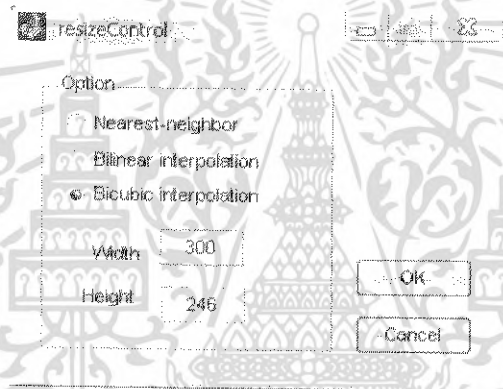 resizeControl
Option
Nearest-neighbor
Bilinear interpolation
Bicubic interpolation
Width 300
Height 246
OK
Cancel